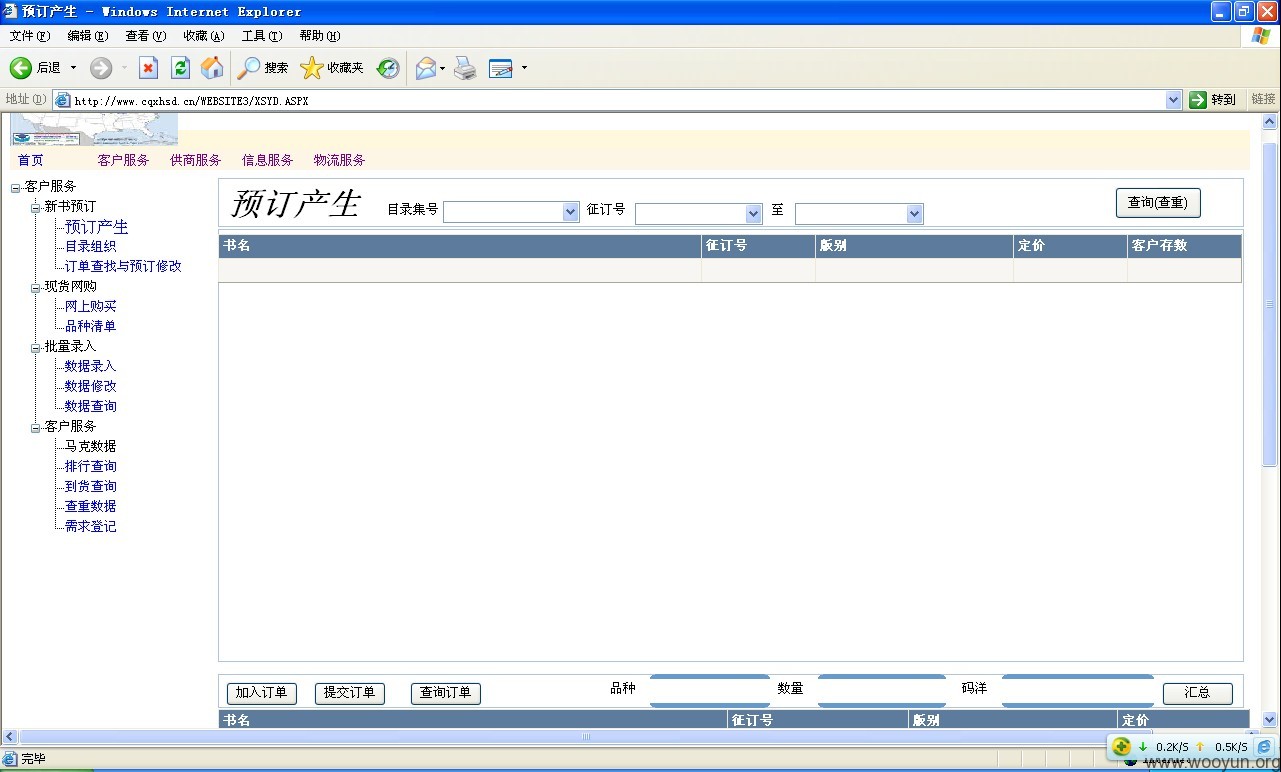 预订产生 - Windows Internet Explorer
文件(F) 编辑(E) 查看(V) 收藏(A) 工具(T) 帮助(H)
后退 搜索 收藏夹
地址(D) http://www.cqxhsd.cn/WEBSITE3/XSYD.ASPX 转到 链接
首页 客户服务 供商服务 信息服务 物流服务
客户服务
新书预订
预订产生
目录组织
订单查找与预订修改
现货网购
网上购买
品种清单
批量录入
数据录入
数据修改
数据查询
客户服务
马克数据
排行查询
到货查询
查重数据
需求登记
预订产生 目录集号 征订号 至 查询(查重)
书名 征订号 版别 定价 客户存数
加入订单 提交订单 查询订单 品种 数量 码洋 汇总
书名 征订号 版别 定价
完毕
0.2K/S 0.5K/S
www.wooyun.org